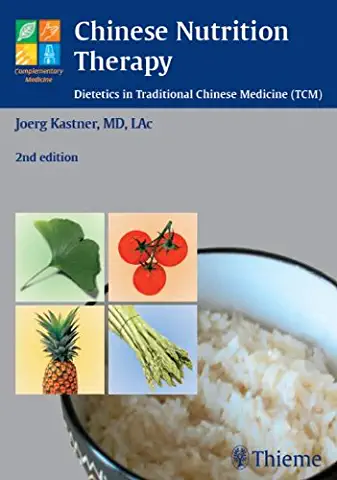 Complementary
Medicine
Chinese Nutrition
Therapy
Dietetics in Traditional Chinese Medicine (TCM)
Joerg Kastner, MD, LAc
2nd edition
Thieme